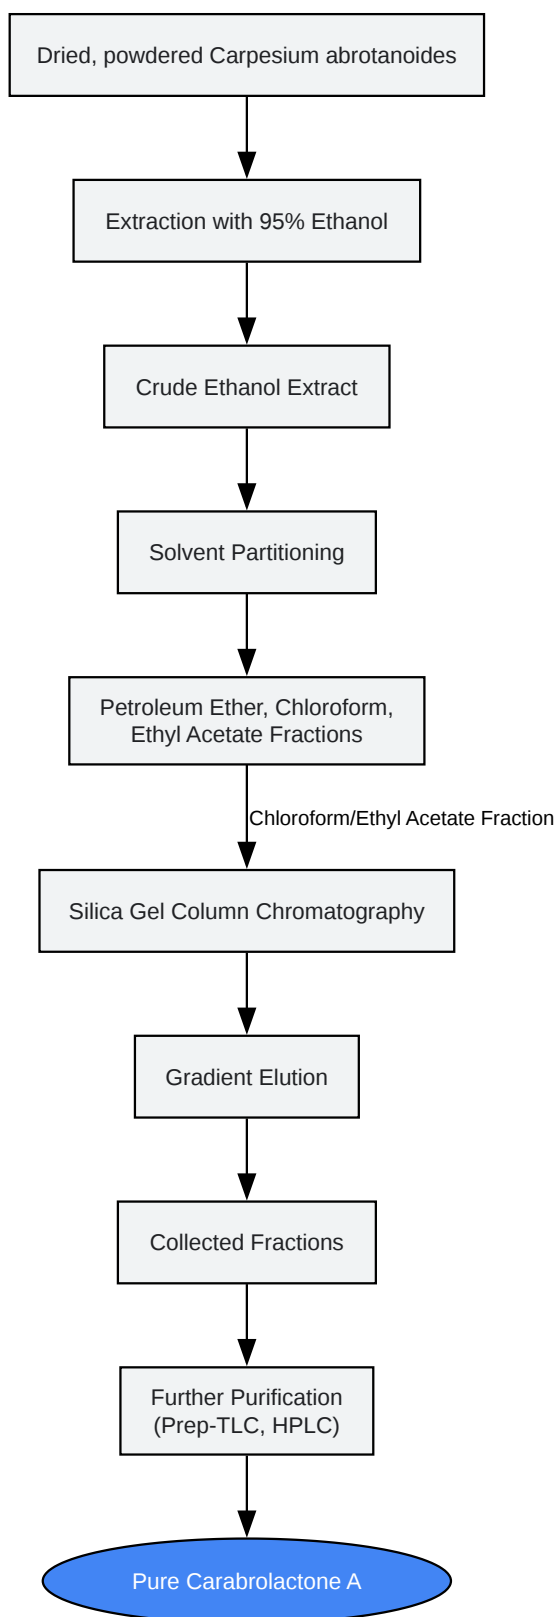 Dried, powdered Carpesium abrotanoides
Extraction with 95% Ethanol
Crude Ethanol Extract
Solvent Partitioning
Petroleum Ether, Chloroform,
Ethyl Acetate Fractions
Chloroform/Ethyl Acetate Fraction
Silica Gel Column Chromatography
Gradient Elution
Collected Fractions
Further Purification
(Prep-TLC, HPLC)
Pure Carabrolactone A